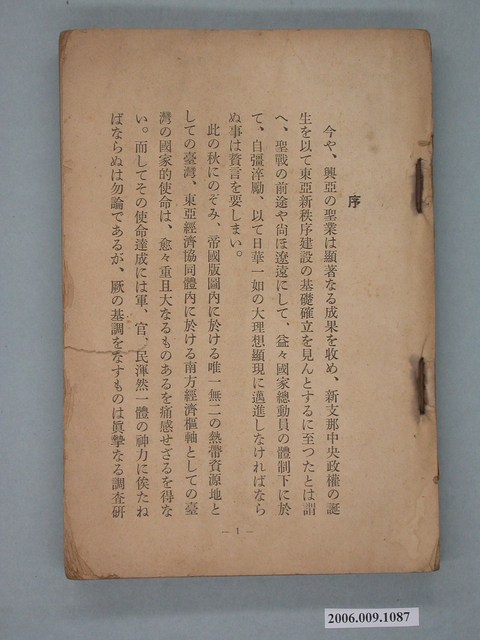 序
今や、興亞の聖業は顯著なる成果を收め、新支那中央政權の誕
生を以て東亞新秩序建設の基礎確立を見んとするに至つたとは謂
へ、聖戰の前途や尙ほ遼遠にして、益々國家總動員の體制下に於
て、自彊淬勵、以て日華一如の大理想顯現に邁進しなければなら
ぬ事は贅言を要しまい。
此の秋にのぞみ、帝國版圖內に於ける唯一無二の熱帶資源地と
しての臺灣、東亞經濟協同體內に於ける南方經濟樞軸としての臺
灣の國家的使命は、愈々重且大なるものあるを痛感せざるを得な
い。而してその使命達成には軍、官、民渾然一體の神力に俟たね
ばならぬは勿論であるが、厥の基調をなすものは眞摯なる調査硏
— 1 —
2006.009.1087